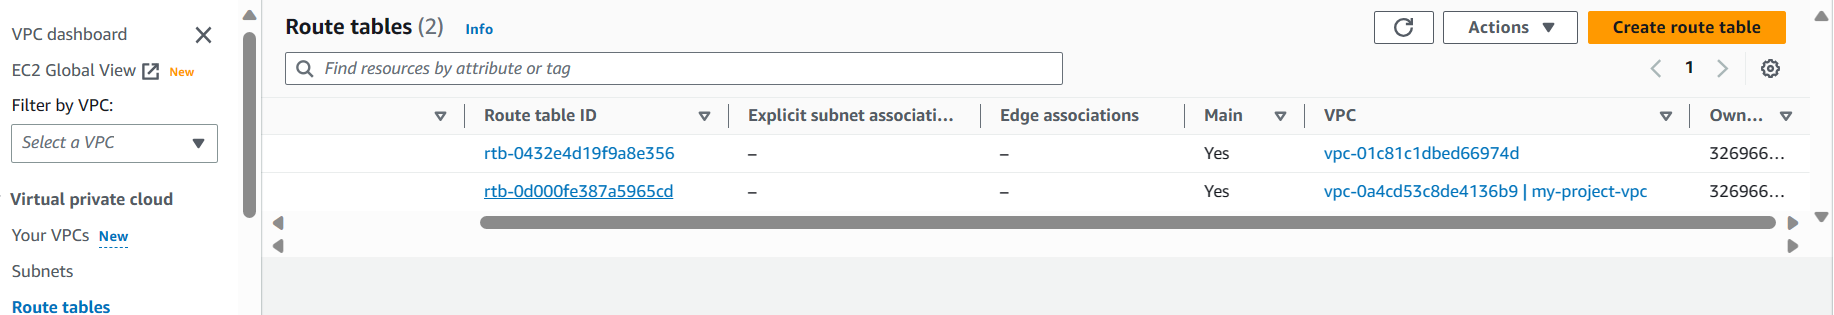 VPC dashboard
EC2 Global View New
Filter by VPC:
Select a VPC
Virtual private cloud
Your VPCs New
Subnets
Route tables
Route tables (2) Info
Actions
Create route table
Find resources by attribute or tag
1
Route table ID Explicit subnet associati... Edge associations Main VPC Own...
rtb-0432e4d19f9a8e356 – – Yes vpc-01c81c1dbed66974d 326966...
rtb-0d000fe387a5965cd – – Yes vpc-0a4cd53c8de4136b9 | my-project-vpc 326966...